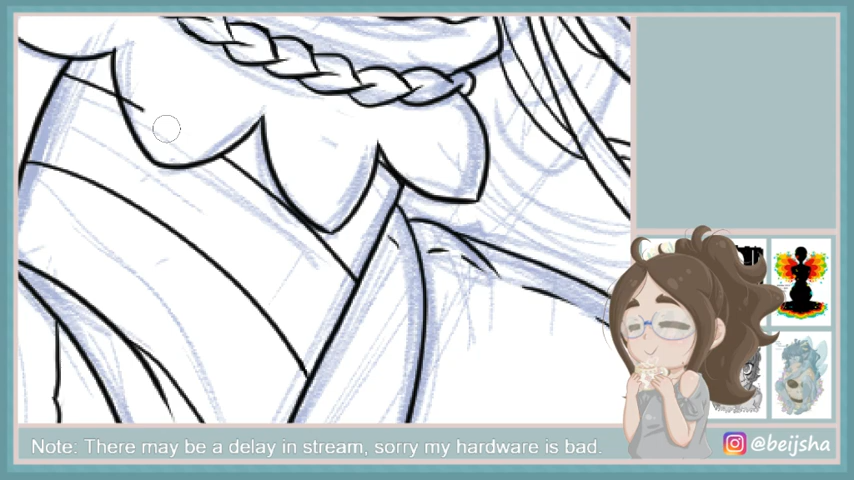 Note: There may be a delay in stream, sorry my hardware is bad.
@beijsha